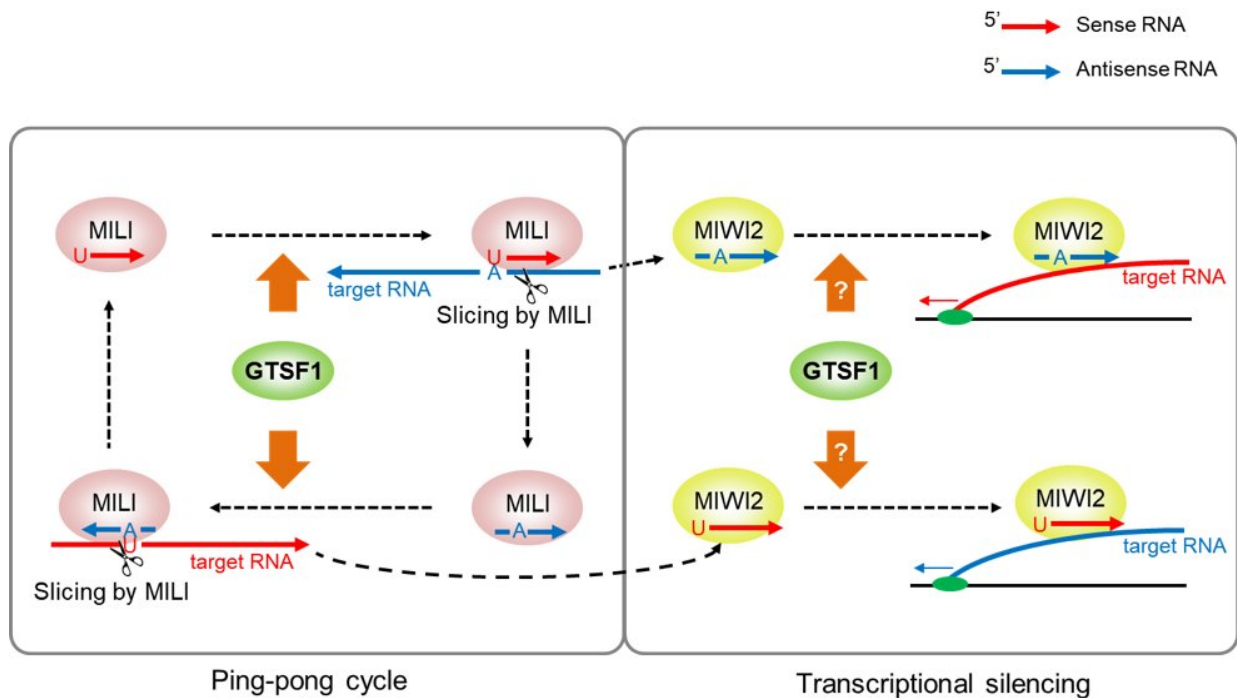 5' Sense RNA
5' Antisense RNA
MILI
U
MILI
U
A
target RNA
Slicing by MILI
MIWI2
A
MIWI2
A
target RNA
?
GTSF1
GTSF1
?
MILI
A
U
target RNA
Slicing by MILI
MILI
A
MIWI2
U
MIWI2
U
target RNA
Ping-pong cycle
Transcriptional silencing